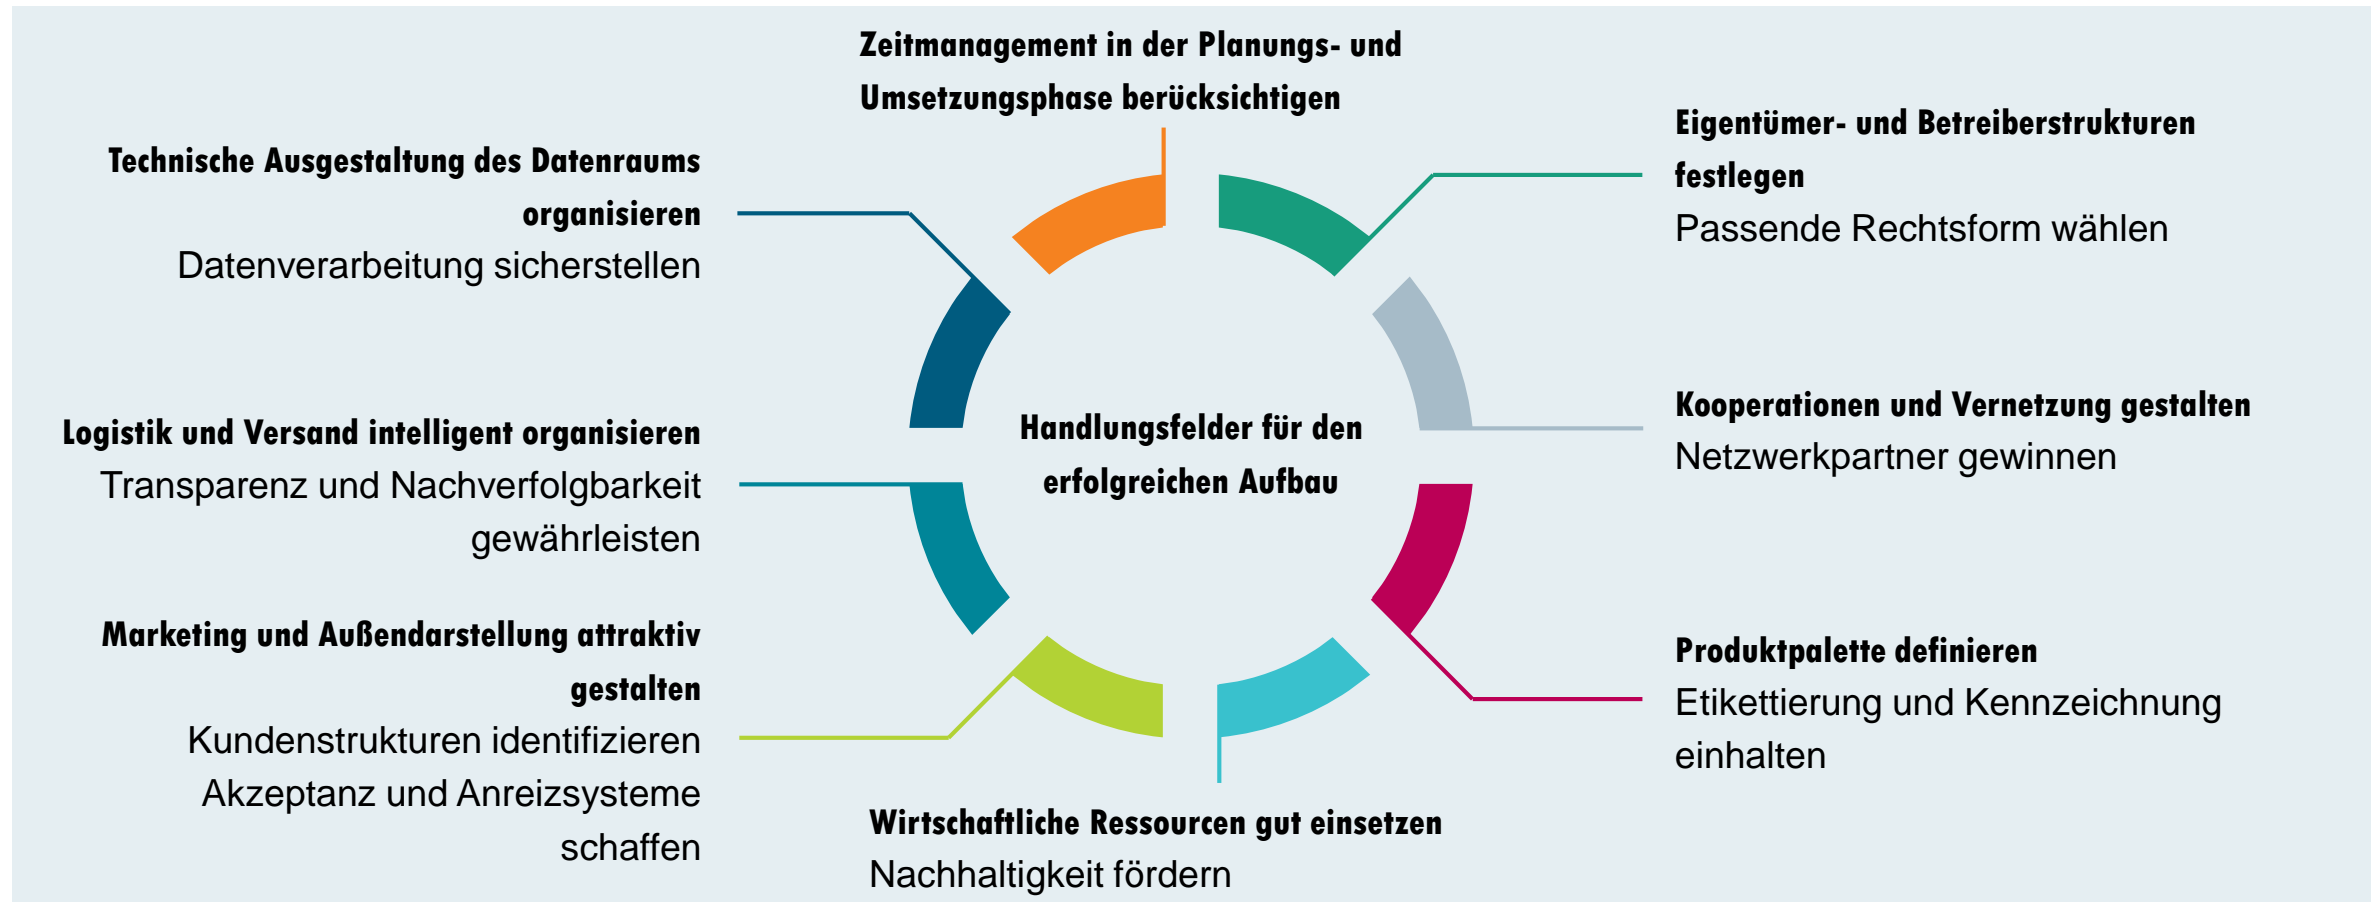 Zeitmanagement in der Planungs- und
Umsetzungsphase berücksichtigen
Eigentümer- und Betreiberstrukturen
festlegen
Passende Rechtsform wählen
Kooperationen und Vernetzung gestalten
Netzwerkpartner gewinnen
Produktpalette definieren
Etikettierung und Kennzeichnung
einhalten
Wirtschaftliche Ressourcen gut einsetzen
Nachhaltigkeit fördern
Marketing und Außendarstellung attraktiv
gestalten
Kundenstrukturen identifizieren
Akzeptanz und Anreizsysteme
schaffen
Logistik und Versand intelligent organisieren
Transparenz und Nachverfolgbarkeit
gewährleisten
Technische Ausgestaltung des Datenraums
organisieren
Datenverarbeitung sicherstellen
Handlungsfelder für den
erfolgreichen Aufbau